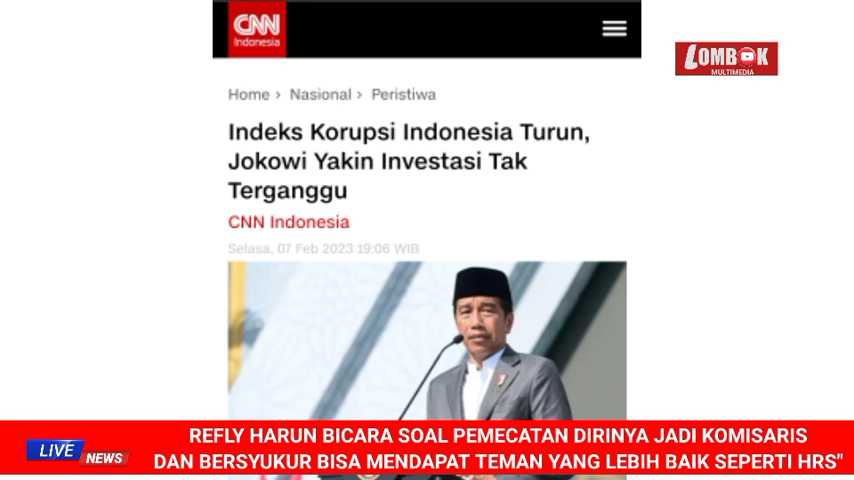 CNN
Indonesia
LOMBOK
MULTIMEDIA
Home › Nasional › Peristiwa
Indeks Korupsi Indonesia Turun,
Jokowi Yakin Investasi Tak
Terganggu
CNN Indonesia
Selasa, 07 Feb 2023 19:06 WIB
LIVE
NEWS
REFLY HARUN BICARA SOAL PEMECATAN DIRINYA JADI KOMISARIS
DAN BERSYUKUR BISA MENDAPAT TEMAN YANG LEBIH BAIK SEPERTI HRS"